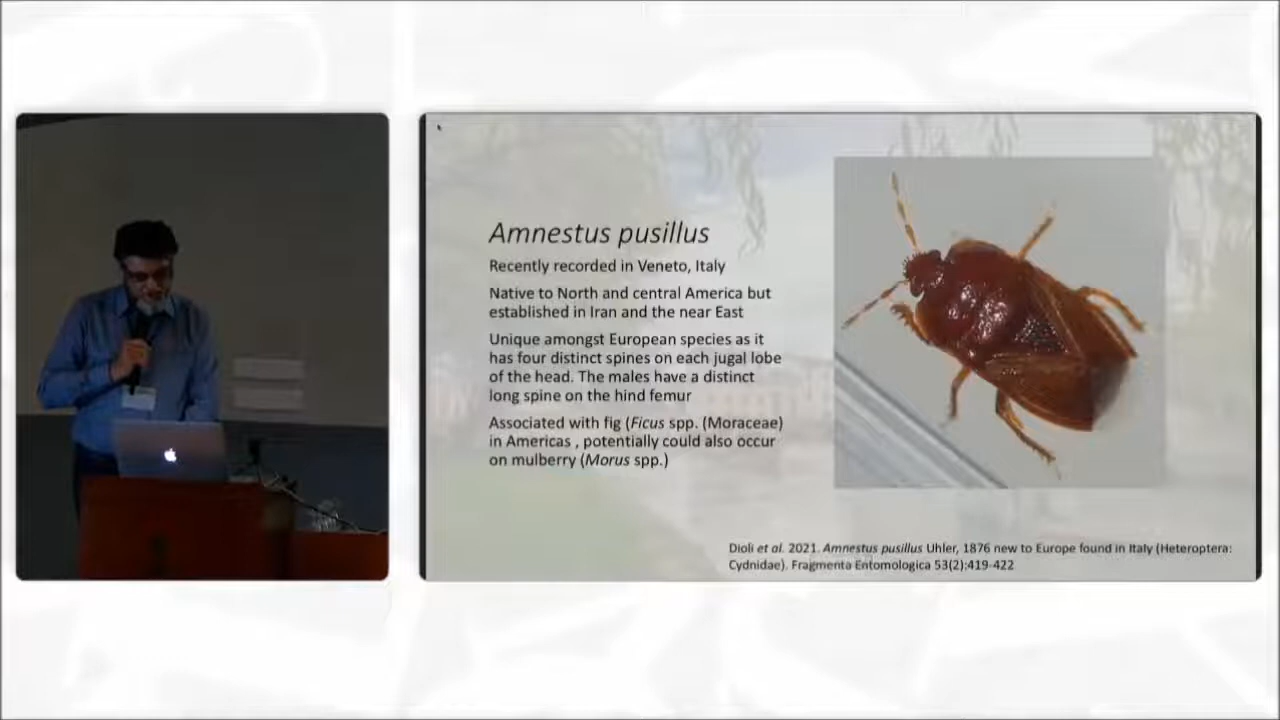 Amnestus pusillus
Recently recorded in Veneto, Italy
Native to North and central America but
established in Iran and the near East
Unique amongst European species as it
has four distinct spines on each jugal lobe
of the head. The males have a distinct
long spine on the hind femur
Associated with fig (Ficus spp. (Moraceae)
in Americas , potentially could also occur
on mulberry (Morus spp.)
Dioli et al. 2021. Amnestus pusillus Uhler, 1876 new to Europe found in Italy (Heteroptera:
Cydnidae). Fragmenta Entomologica 53(2):419-422